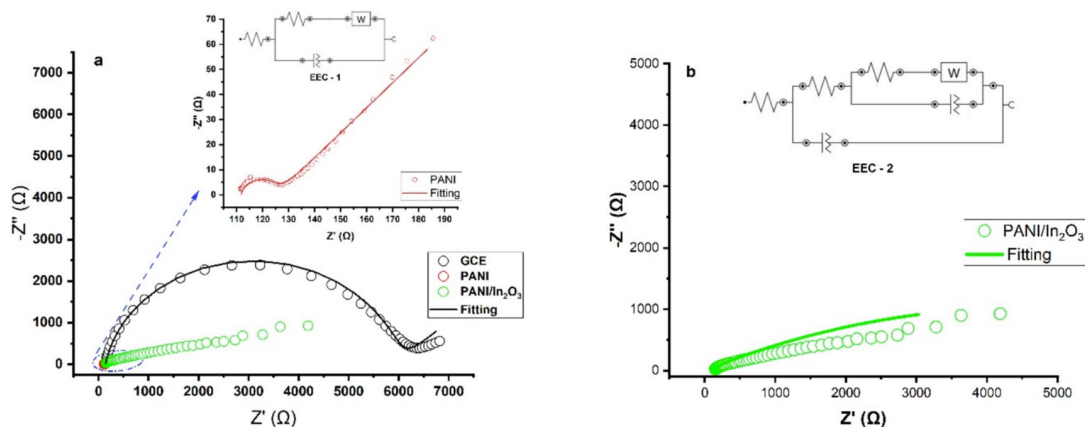 a
7000
6000
5000
4000
3000
2000
1000
0
-Z'' (Ω)
0 1000 2000 3000 4000 5000 6000 7000 8000
Z' (Ω)
70
60
50
40
30
20
10
0
-Z'' (Ω)
110 120 130 140 150 160 170 180 190
Z' (Ω)
W
EEC - 1
PANI
Fitting
GCE
PANI
PANI/In₂O₃
Fitting
b
5000
4000
3000
2000
1000
0
-Z'' (Ω)
0 1000 2000 3000 4000 5000
Z' (Ω)
W
EEC - 2
PANI/In₂O₃
Fitting